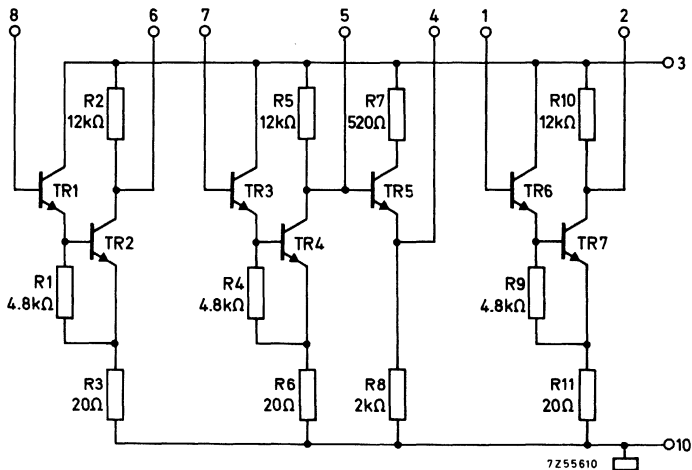 8 6 7 5 4 1 2
3
R2 R5 R7 R10
12kΩ 12kΩ 520Ω 12kΩ
TR1 TR3 TR5 TR6
TR2 TR4 TR7
R1 R4 R9
4.8kΩ 4.8kΩ 4.8kΩ
R3 R6 R8 R11
20Ω 20Ω 2kΩ 20Ω
10
7Z55610